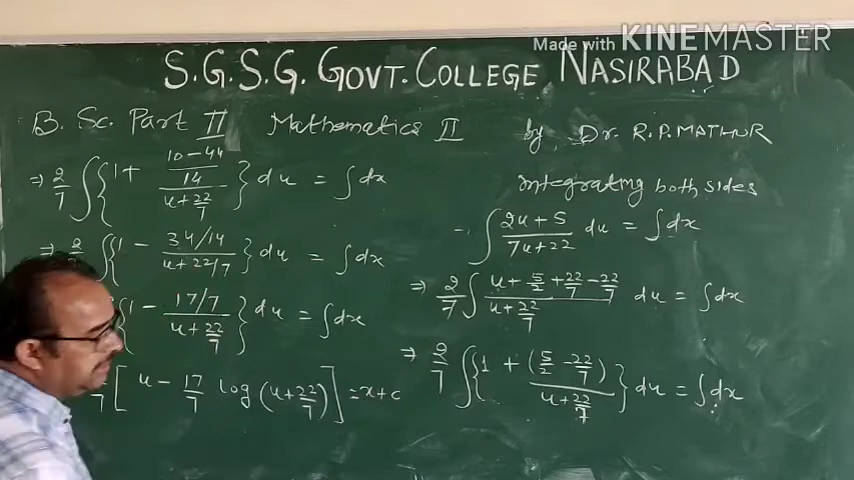 Made with KINEMASTER
S.G.S.G. GOVT. COLLEGE NASIRABAD
B. Sc. Part II Mathematics II by Dr. R.P. MATHUR
⇒ 2/7 ∫ { 1 + ((10-44)/14)/(u+22/7) } du = ∫dx
⇒ 2/7 ∫ { 1 - (34/14)/(u+22/7) } du = ∫dx
{ 1 - (17/7)/(u+22/7) } du = ∫dx
/7 [ u - 17/7 log (u+22/7) ] = x+c
integrating both sides
∫ (2u+5)/(7u+22) du = ∫dx
⇒ 2/7 ∫ (u + 5/2 + 22/7 - 22/7)/(u+22/7) du = ∫dx
⇒ 2/7 ∫ { 1 + (5/2 - 22/7)/(u+22/7) } du = ∫dx